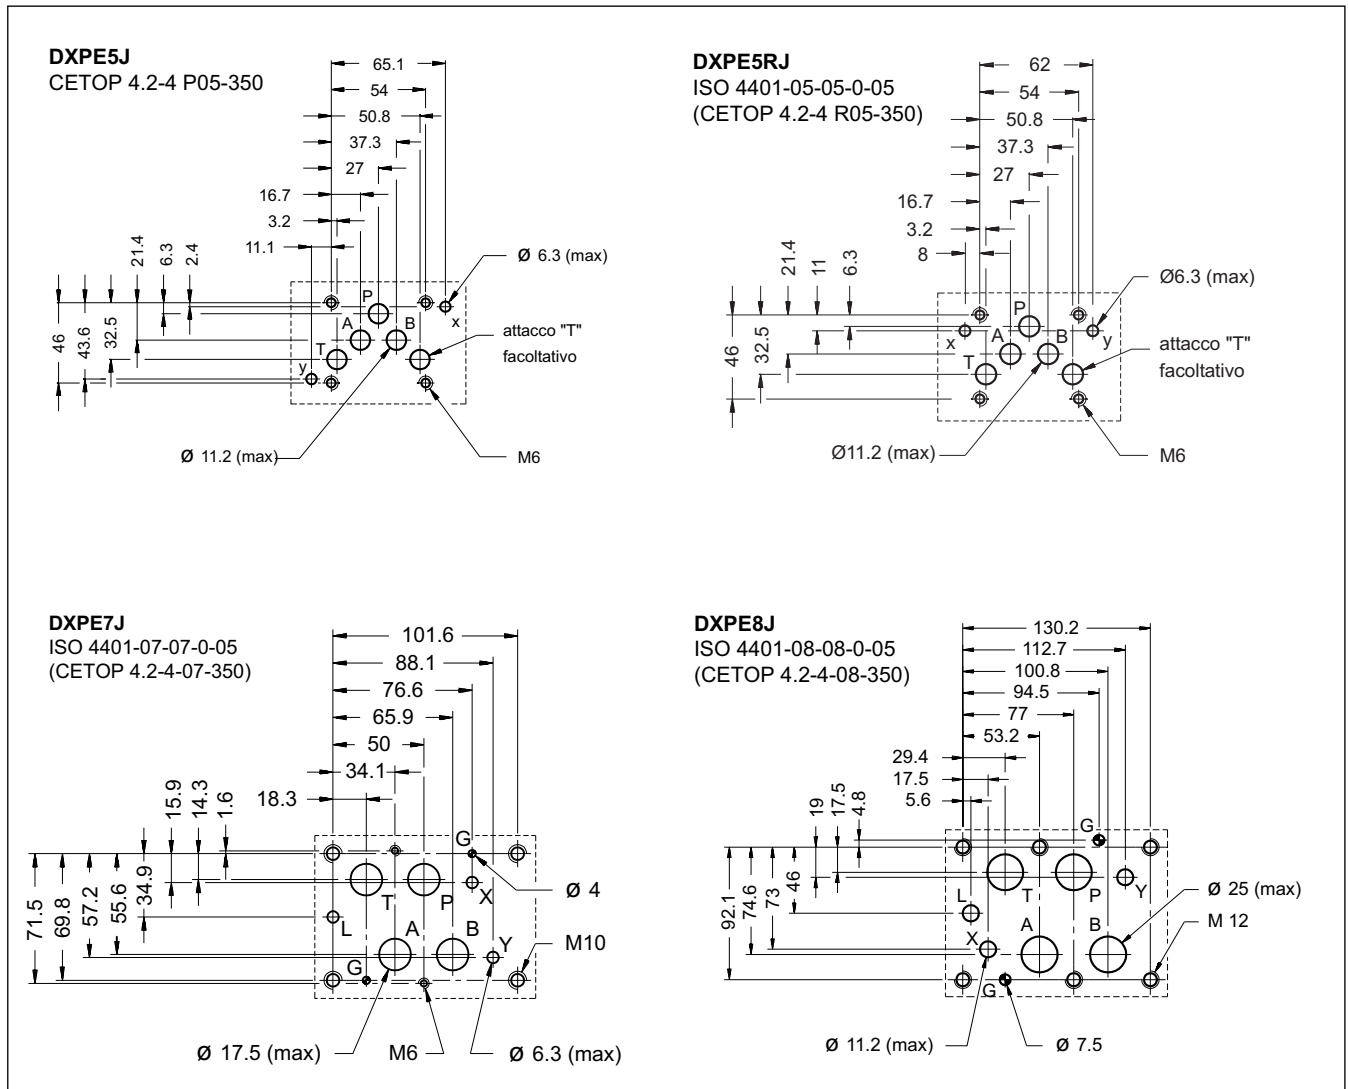 DXPE5J
CETOP 4.2-4 P05-350
65.1
54
50.8
37.3
27
16.7
3.2
11.1
21.4
6.3
2.4
46
43.6
32.5
P
A
B
T
x
y
Ø 6.3 (max)
attacco "T"
facoltativo
Ø 11.2 (max)
M6
DXPE5RJ
ISO 4401-05-05-0-05
(CETOP 4.2-4 R05-350)
62
54
50.8
37.3
27
16.7
3.2
8
21.4
11
6.3
46
32.5
P
A
B
T
x
y
Ø6.3 (max)
attacco "T"
facoltativo
Ø11.2 (max)
M6
DXPE7J
ISO 4401-07-07-0-05
(CETOP 4.2-4-07-350)
101.6
88.1
76.6
65.9
50
34.1
18.3
15.9
14.3
1.6
71.5
69.8
57.2
55.6
34.9
G
T
P
X
L
A
B
Y
G
Ø 4
M10
Ø 17.5 (max)
M6
Ø 6.3 (max)
DXPE8J
ISO 4401-08-08-0-05
(CETOP 4.2-4-08-350)
130.2
112.7
100.8
94.5
77
53.2
29.4
17.5
5.6
19
17.5
4.8
92.1
74.6
73
46
G
T
P
Y
L
A
B
X
G
Ø 25 (max)
M 12
Ø 11.2 (max)
Ø 7.5